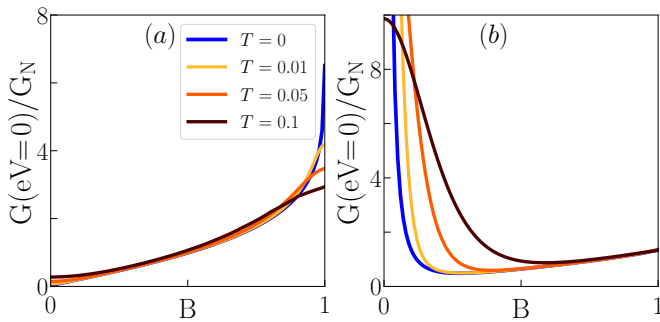 (a)
(b)
8
4
0
G(eV=0)/G_N
T = 0
T = 0.01
T = 0.05
T = 0.1
0
B
1
8
4
0
G(eV=0)/G_N
0
B
1